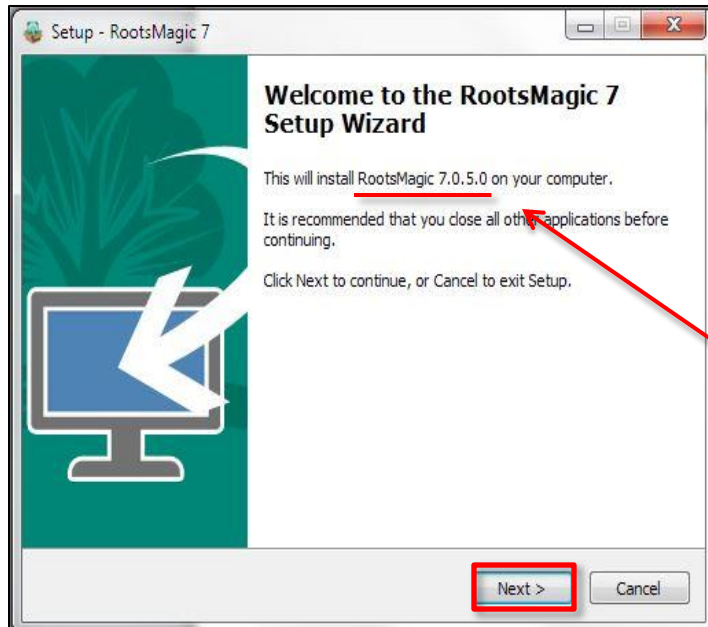 Setup - RootsMagic 7
Welcome to the RootsMagic 7
Setup Wizard
This will install RootsMagic 7.0.5.0 on your computer.
It is recommended that you close all other applications before
continuing.
Click Next to continue, or Cancel to exit Setup.
Next >
Cancel